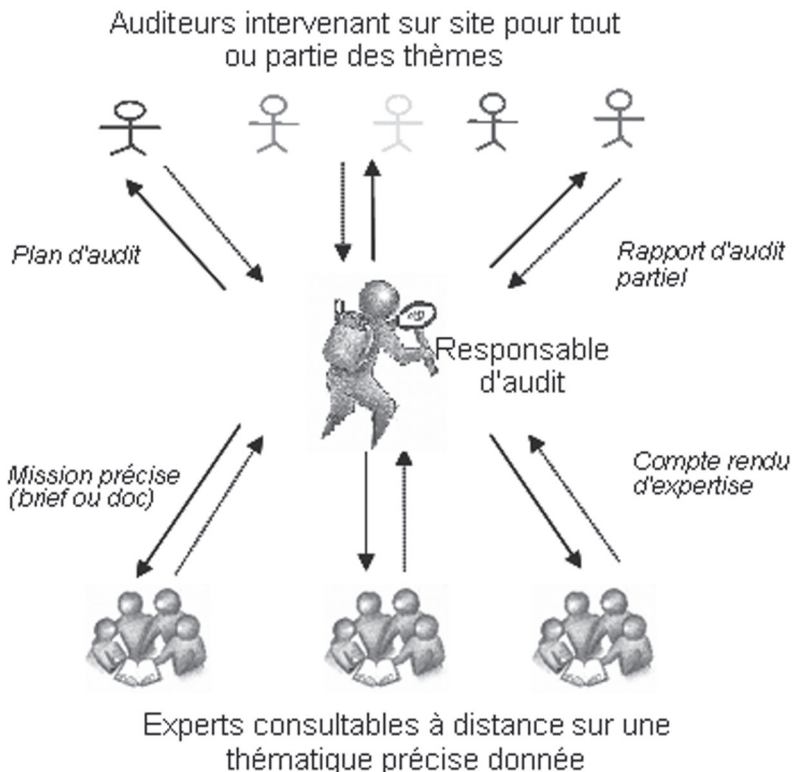 Auditeurs intervenant sur site pour tout
ou partie des thèmes
Plan d'audit
Rapport d'audit
partiel
Responsable
d'audit
Mission précise
(brief ou doc)
Compte rendu
d'expertise
Experts consultables à distance sur une
thématique précise donnée